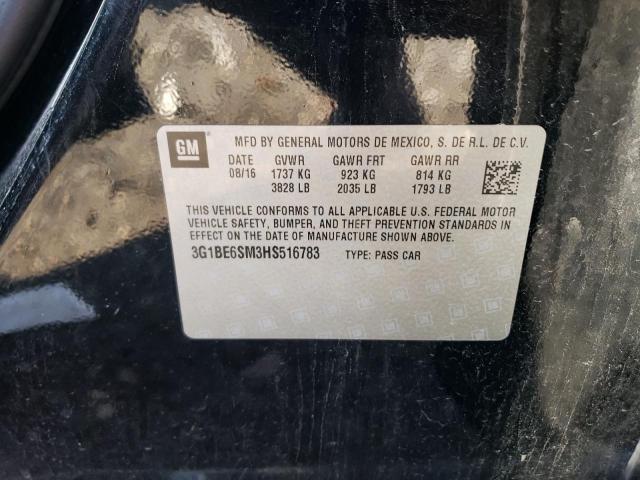 GM
MFD BY GENERAL MOTORS DE MEXICO, S. DE R.L. DE C.V.
DATE GVWR GAWR FRT GAWR RR
08/16 1737 KG 923 KG 814 KG
3828 LB 2035 LB 1793 LB
THIS VEHICLE CONFORMS TO ALL APPLICABLE U.S. FEDERAL MOTOR
VEHICLE SAFETY, BUMPER, AND THEFT PREVENTION STANDARDS IN
EFFECT ON THE DATE OF MANUFACTURE SHOWN ABOVE.
3G1BE6SM3HS516783 TYPE: PASS CAR